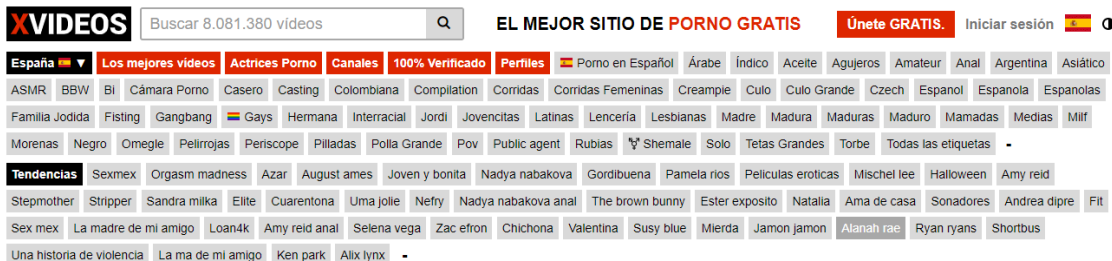 XVIDEOS Buscar 8.081.380 vídeos EL MEJOR SITIO DE PORNO GRATIS Únete GRATIS. Iniciar sesión
España ▼ Los mejores vídeos Actrices Porno Canales 100% Verificado Perfiles Porno en Español Árabe Índico Aceite Agujeros Amateur Anal Argentina Asiático
ASMR BBW Bi Cámara Porno Casero Casting Colombiana Compilation Corridas Corridas Femeninas Creampie Culo Culo Grande Czech Espanol Espanola Espanolas
Familia Jodida Fisting Gangbang Gays Hermana Interracial Jordi Jovencitas Latinas Lencería Lesbianas Madre Madura Maduras Maduro Mamadas Medias Milf
Morenas Negro Omegle Pelirrojas Periscope Pilladas Polla Grande Pov Public agent Rubias Shemale Solo Tetas Grandes Torbe Todas las etiquetas -
Tendencias Sexmex Orgasm madness Azar August ames Joven y bonita Nadya nabakova Gordibuena Pamela rios Peliculas eroticas Mischel lee Halloween Amy reid
Stepmother Stripper Sandra milka Elite Cuarentona Uma jolie Nefry Nadya nabakova anal The brown bunny Ester exposito Natalia Ama de casa Sonadores Andrea dipre Fit
Sex mex La madre de mi amigo Loan4k Amy reid anal Selena vega Zac efron Chichona Valentina Susy blue Mierda Jamon jamon Alanah rae Ryan ryans Shortbus
Una historia de violencia La ma de mi amigo Ken park Alix lynx -